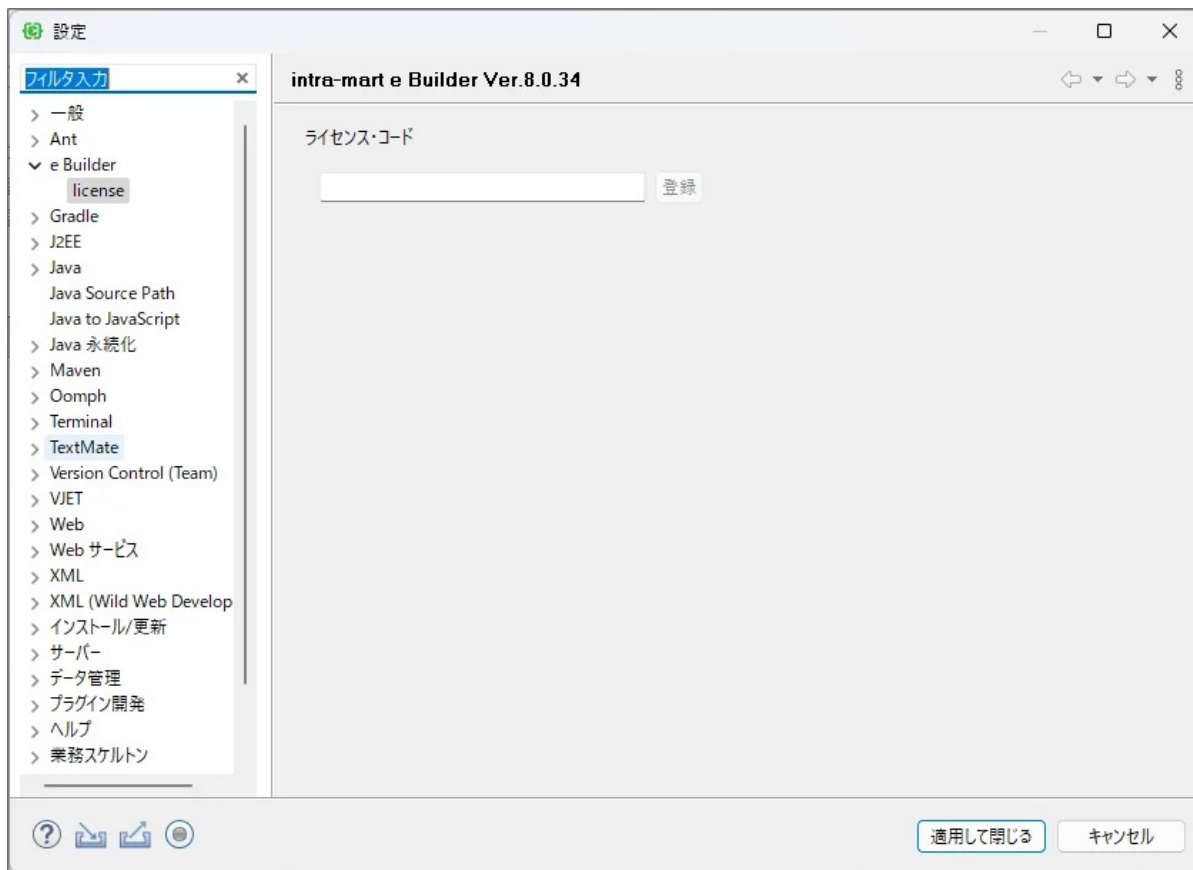 設定
フィルタ入力
intra-mart e Builder Ver.8.0.34
一般
Ant
e Builder
license
Gradle
J2EE
Java
Java Source Path
Java to JavaScript
Java 永続化
Maven
Oomph
Terminal
TextMate
Version Control (Team)
VJET
Web
Web サービス
XML
XML (Wild Web Develop
インストール/更新
サーバー
データ管理
プラグイン開発
ヘルプ
業務スケルトン
ライセンス・コード
登録
適用して閉じる
キャンセル